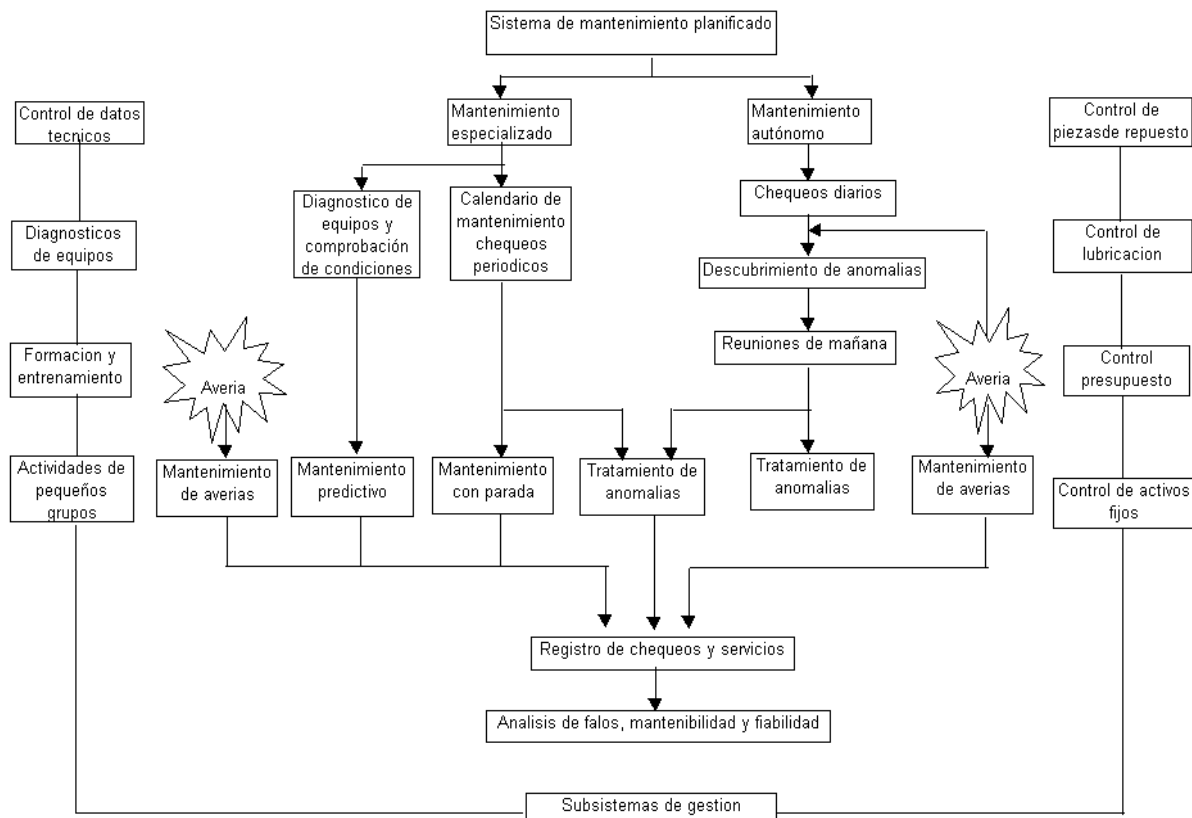 Sistema de mantenimiento planificado
Control de datos
tecnicos
Mantenimiento
especializado
Mantenimiento
autónomo
Control de
piezasde repuesto
Diagnosticos
de equipos
Diagnostico de
equipos y
comprobación
de condiciones
Calendario de
mantenimiento
chequeos
periodicos
Chequeos diarios
Control de
lubricacion
Descubrimiento de anomalias
Reuniones de mañana
Formacion y
entrenamiento
Averia
Averia
Control
presupuesto
Actividades de
pequeños
grupos
Mantenimiento
de averias
Mantenimiento
predictivo
Mantenimiento
con parada
Tratamiento de
anomalias
Tratamiento de
anomalias
Mantenimiento
de averias
Control de activos
fijos
Registro de chequeos y servicios
Analisis de falos, mantenibilidad y fiabilidad
Subsistemas de gestion